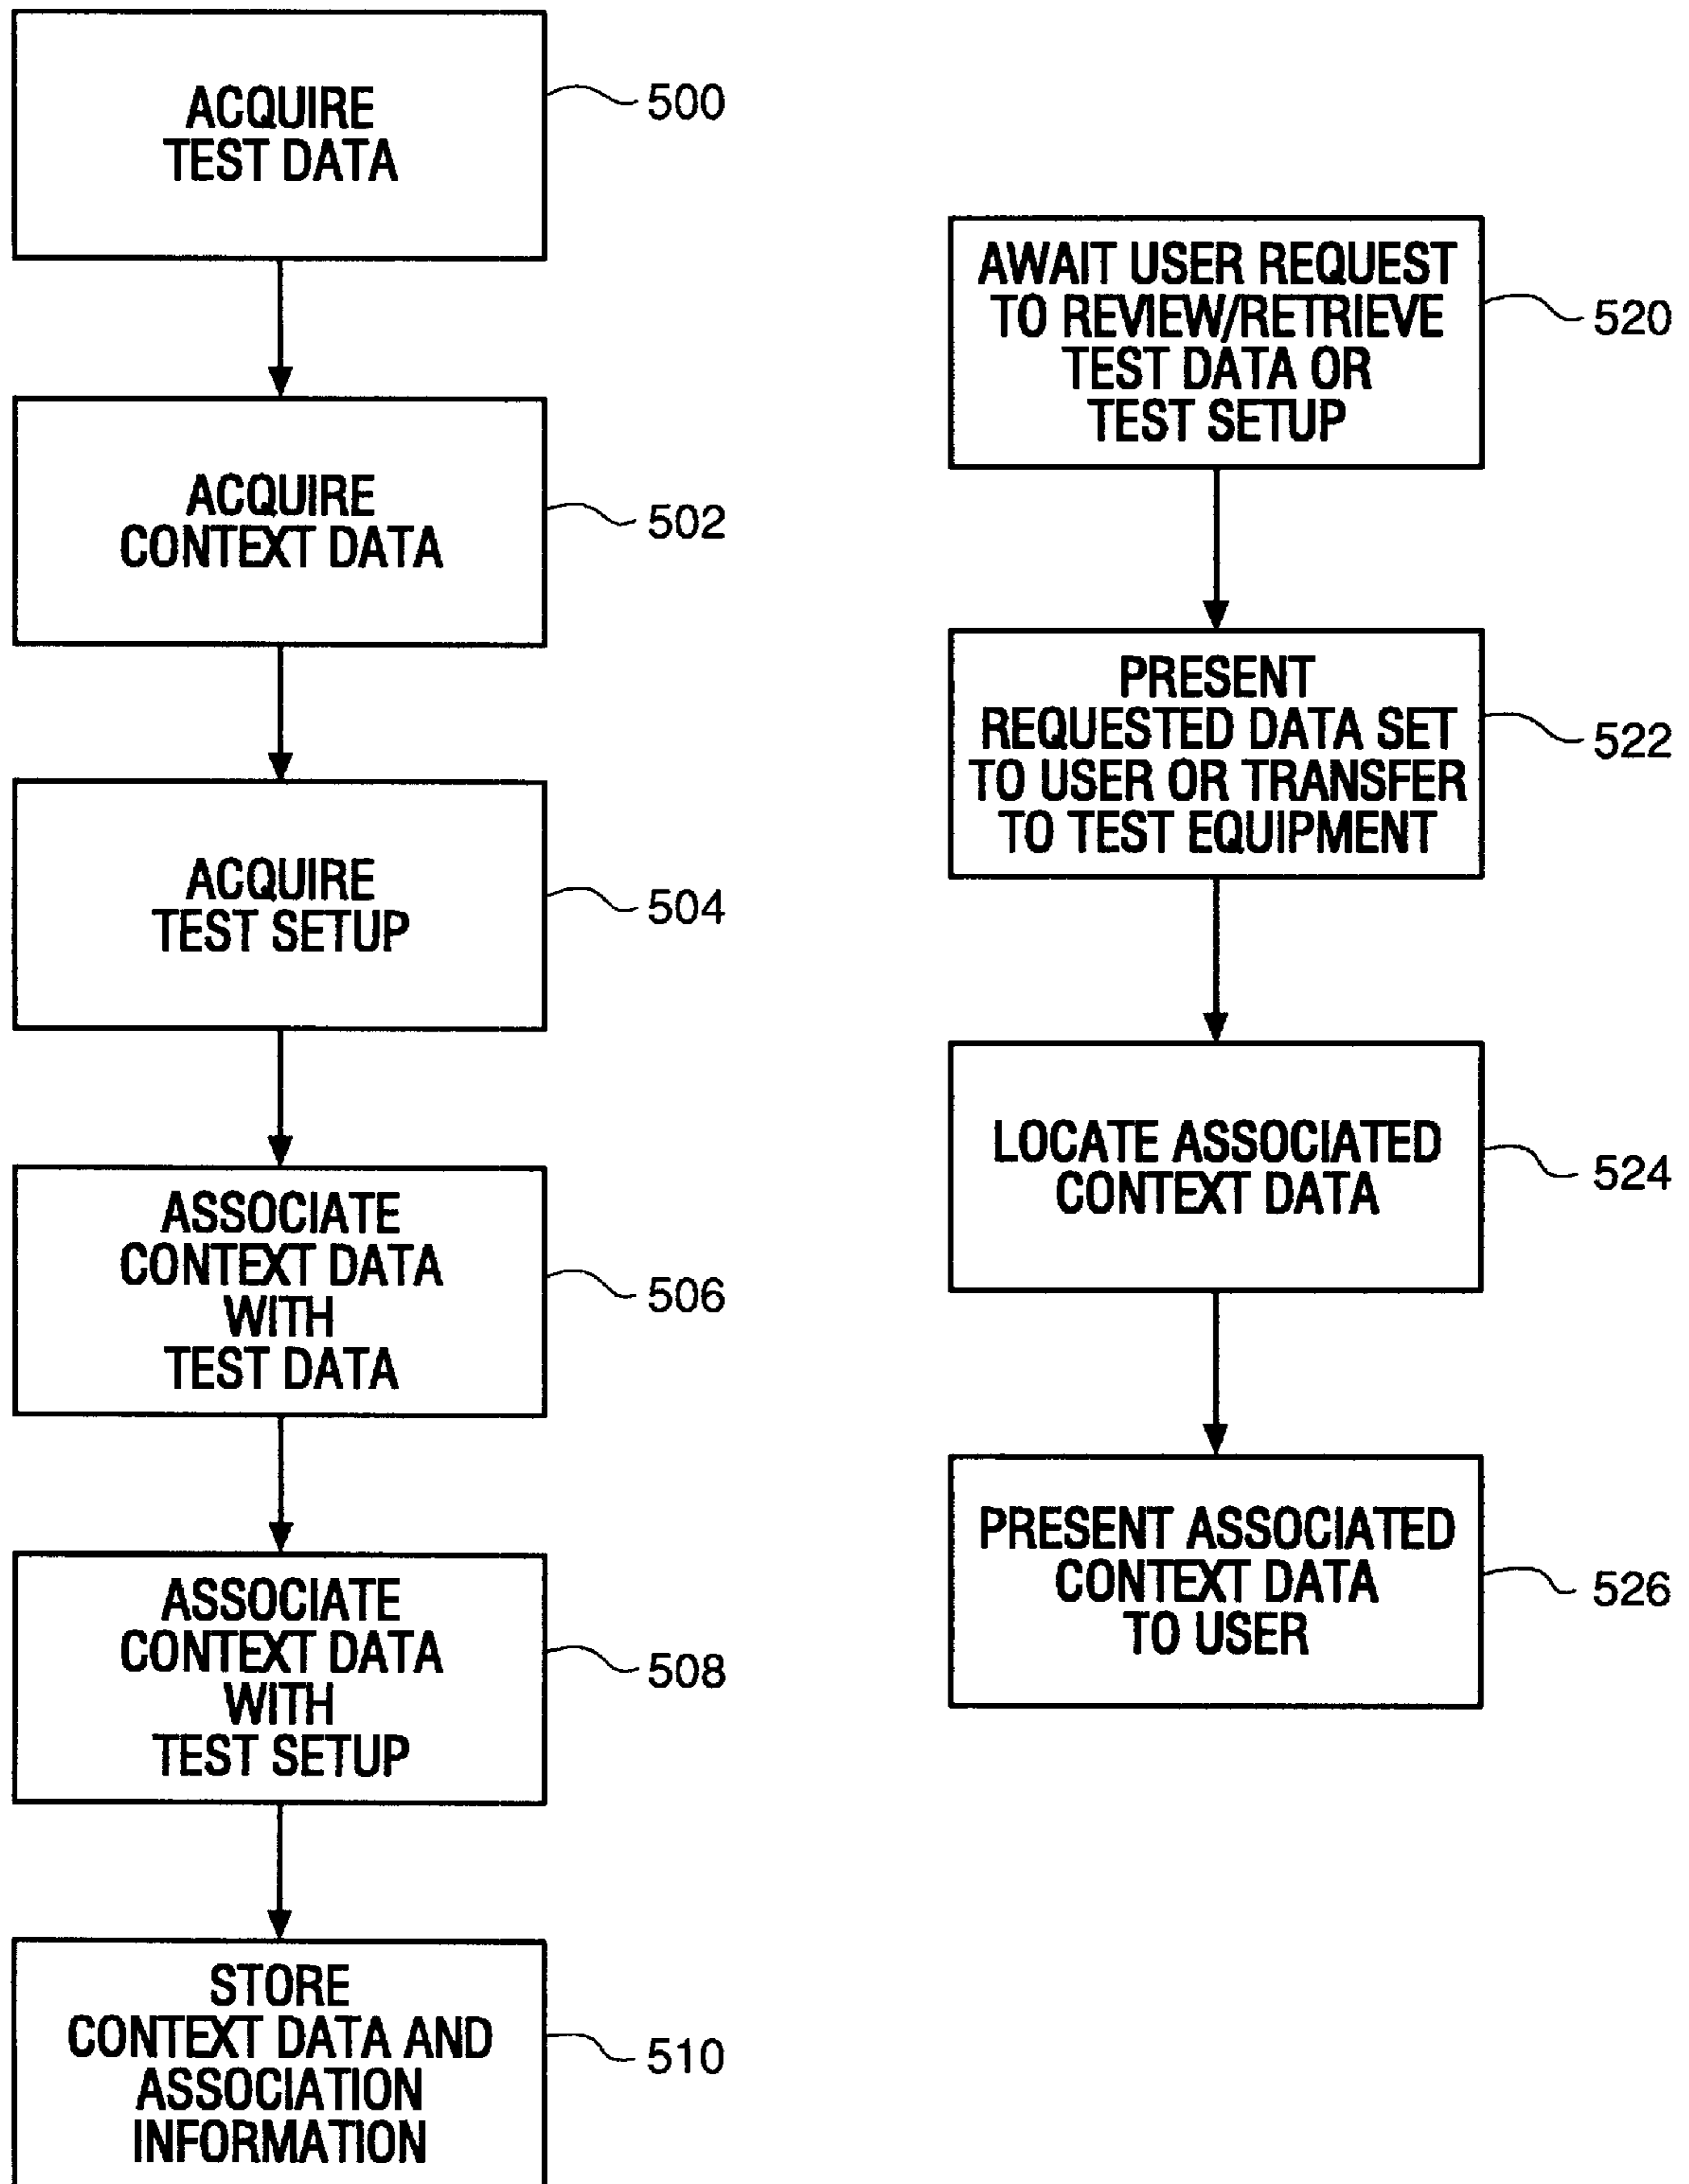 ACQUIRE
TEST DATA
500
ACQUIRE
CONTEXT DATA
502
ACQUIRE
TEST SETUP
504
ASSOCIATE
CONTEXT DATA
WITH
TEST DATA
506
ASSOCIATE
CONTEXT DATA
WITH
TEST SETUP
508
STORE
CONTEXT DATA AND
ASSOCIATION
INFORMATION
510
AWAIT USER REQUEST
TO REVIEW/RETRIEVE
TEST DATA OR
TEST SETUP
520
PRESENT
REQUESTED DATA SET
TO USER OR TRANSFER
TO TEST EQUIPMENT
522
LOCATE ASSOCIATED
CONTEXT DATA
524
PRESENT ASSOCIATED
CONTEXT DATA
TO USER
526